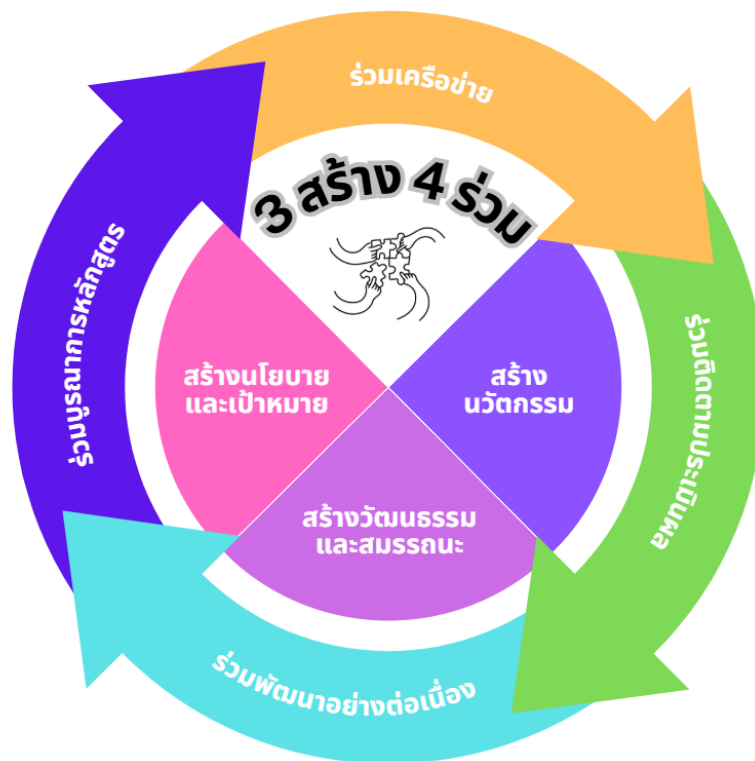 ร่วมเครือข่าย
3 สร้าง 4 ร่วม
ร่วมบูรณาการหลักสูตร
สร้างนโยบาย
และเป้าหมาย
สร้าง
นวัตกรรม
ร่วมติดตามประเมินผล
สร้างวัฒนธรรม
และสมรรถนะ
ร่วมพัฒนาอย่างต่อเนื่อง